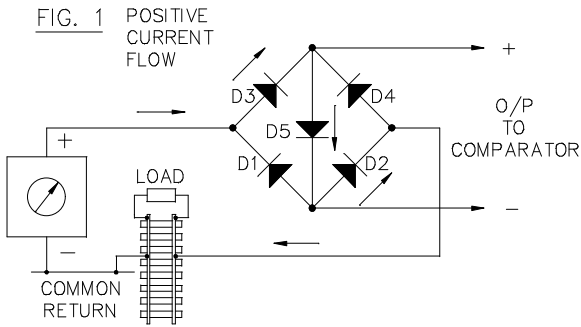 FIG. 1 POSITIVE
CURRENT
FLOW
+
D3
D4
O/P
TO
COMPARATOR
+
D5
D1
D2
LOAD
−
−
COMMON
RETURN